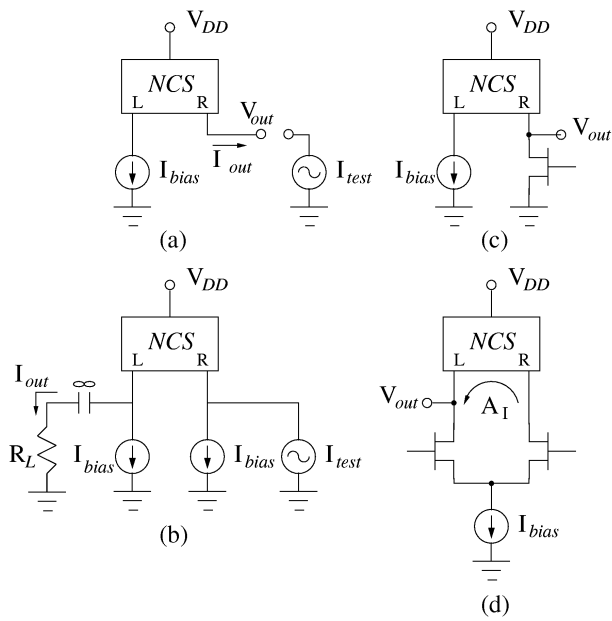 V_DD
NCS
L R
V_out
I_out
I_bias
I_test
(a)
V_DD
NCS
L R
V_out
I_bias
(c)
V_DD
NCS
L R
I_out
∞
R_L
I_bias
I_bias
I_test
(b)
V_DD
NCS
L R
V_out
A_I
I_bias
(d)